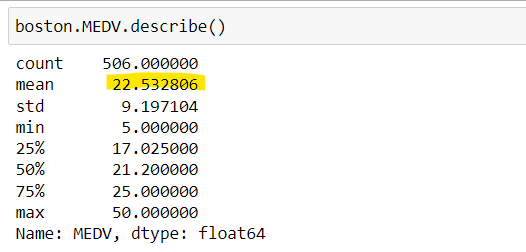 boston.MEDV.describe()
count 506.000000
mean 22.532806
std 9.197104
min 5.000000
25% 17.025000
50% 21.200000
75% 25.000000
max 50.000000
Name: MEDV, dtype: float64